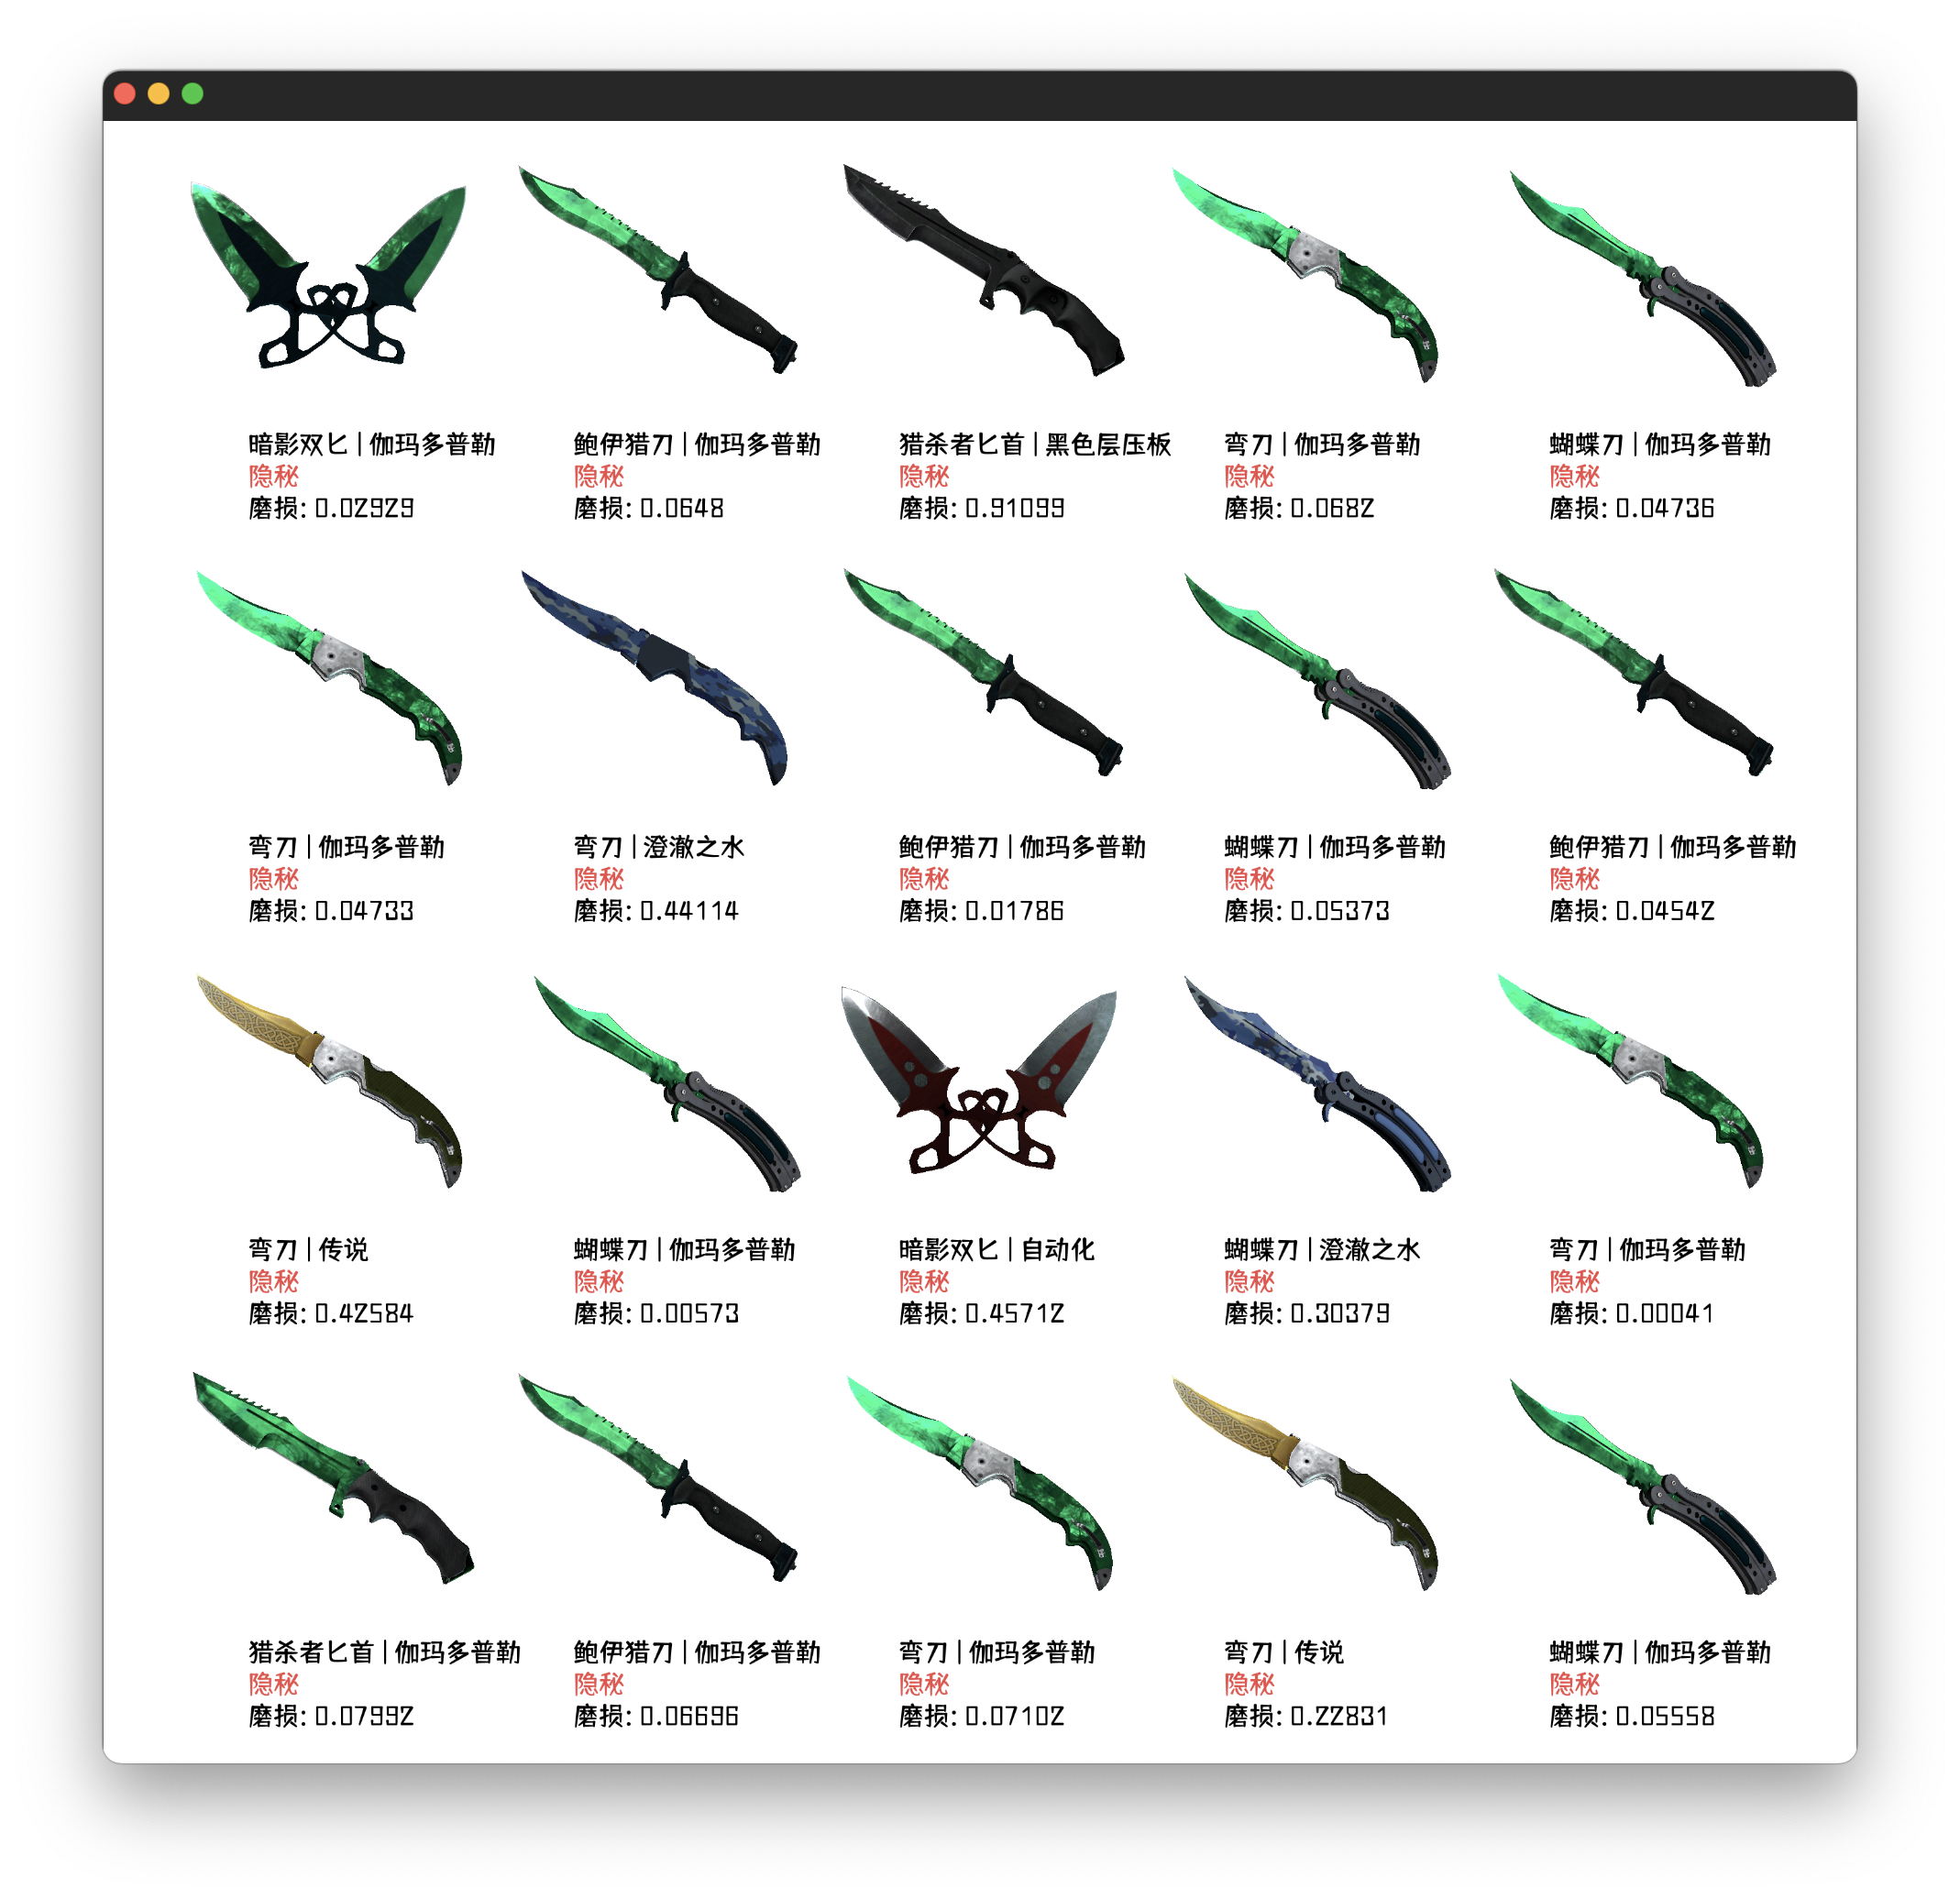 暗影双匕 | 伽玛多普勒
隐秘
磨损: 0.02929
鲍伊猎刀 | 伽玛多普勒
隐秘
磨损: 0.0648
猎杀者匕首 | 黑色层压板
隐秘
磨损: 0.91099
弯刀 | 伽玛多普勒
隐秘
磨损: 0.0682
蝴蝶刀 | 伽玛多普勒
隐秘
磨损: 0.04736
弯刀 | 伽玛多普勒
隐秘
磨损: 0.04733
弯刀 | 澄澈之水
隐秘
磨损: 0.44114
鲍伊猎刀 | 伽玛多普勒
隐秘
磨损: 0.01786
蝴蝶刀 | 伽玛多普勒
隐秘
磨损: 0.05373
鲍伊猎刀 | 伽玛多普勒
隐秘
磨损: 0.04542
弯刀 | 传说
隐秘
磨损: 0.42584
蝴蝶刀 | 伽玛多普勒
隐秘
磨损: 0.00573
暗影双匕 | 自动化
隐秘
磨损: 0.45712
蝴蝶刀 | 澄澈之水
隐秘
磨损: 0.30379
弯刀 | 伽玛多普勒
隐秘
磨损: 0.00041
猎杀者匕首 | 伽玛多普勒
隐秘
磨损: 0.07992
鲍伊猎刀 | 伽玛多普勒
隐秘
磨损: 0.06696
弯刀 | 伽玛多普勒
隐秘
磨损: 0.07102
弯刀 | 传说
隐秘
磨损: 0.22831
蝴蝶刀 | 伽玛多普勒
隐秘
磨损: 0.05558